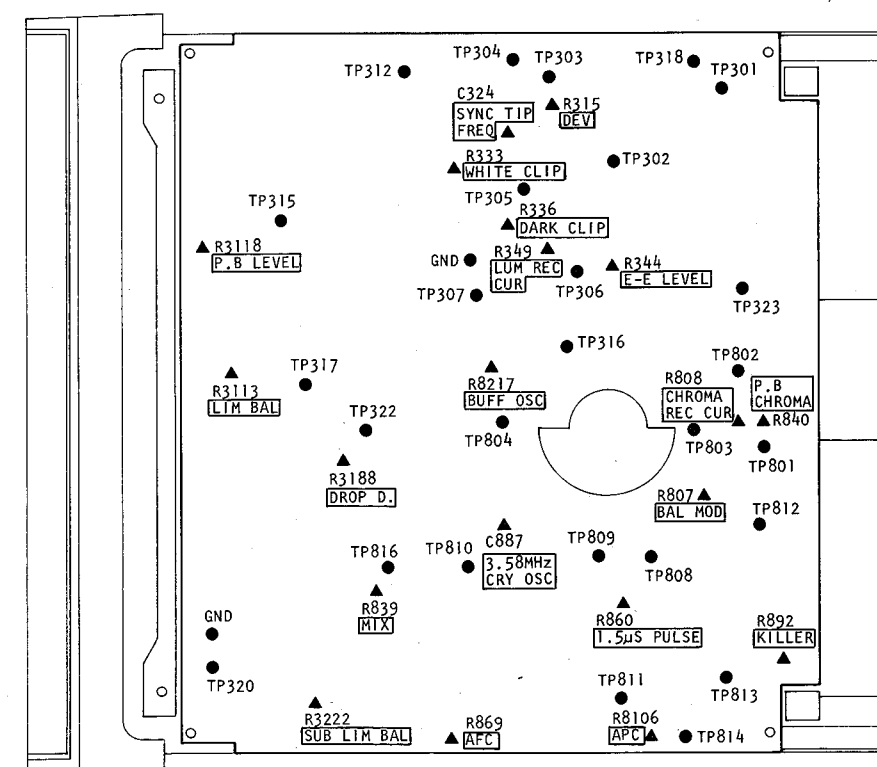 TP304
TP303
TP318
TP312
TP301
C324
SYNC TIP
FREQ
R315
DEV
R333
WHITE CLIP
TP302
TP305
TP315
R336
DARK CLIP
R3118
P.B LEVEL
GND
R349
LUM REC
CUR
R344
E-E LEVEL
TP307
TP306
TP323
TP316
TP317
TP802
R3113
LIM BAL
R8217
BUFF OSC
R808
CHROMA
REC CUR
P.B
CHROMA
R840
TP322
TP804
TP803
TP801
R3188
DROP D.
R807
BAL MOD
TP812
C887
3.58MHz
CRY OSC
TP816
TP810
TP809
TP808
R839
MIX
R860
1.5µS PULSE
GND
R892
KILLER
TP320
TP811
TP813
R3222
SUB LIM BAL
R869
AFC
R8106
APC
TP814